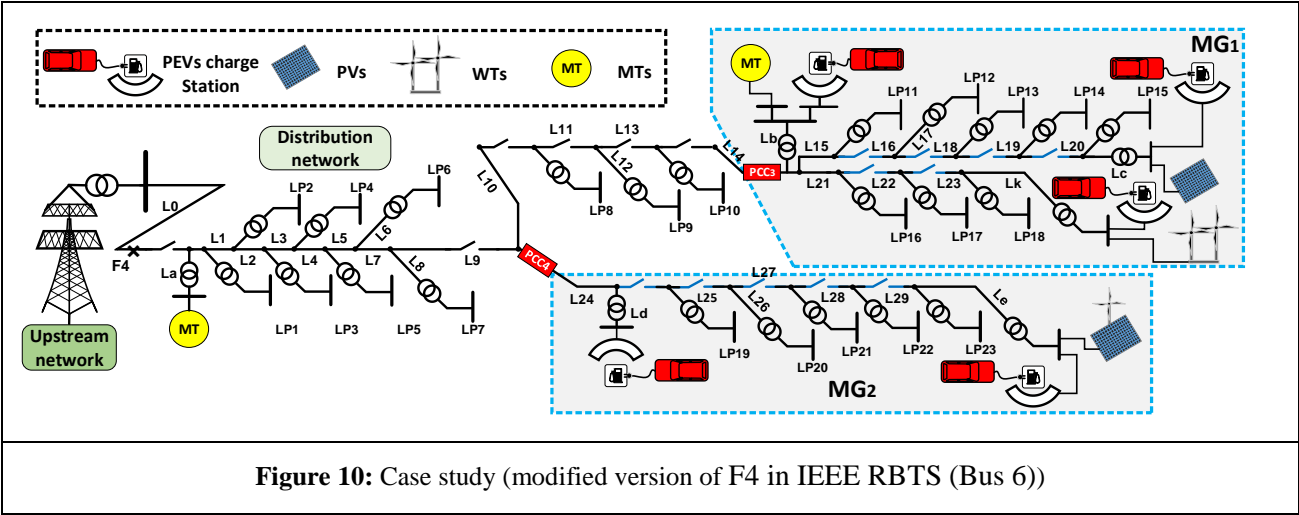 PEVs charge
Station
PVs
WTs
MT
MTs
MG1
MT
LP11
LP12
LP13
LP14
LP15
Distribution
network
L11
L13
L14
Lb
L15
L16
L17
L18
L19
L20
Lc
PCC3
L10
L12
LP8
LP9
LP10
L21
L22
L23
Lk
LP16
LP17
LP18
L0
LP2
LP4
LP6
F4
La
L1
L2
L3
L4
L5
L6
L7
L8
L9
PCC4
MT
LP1
LP3
LP5
LP7
Upstream
network
L24
Ld
L25
L26
L27
L28
L29
Le
LP19
LP20
LP21
LP22
LP23
MG2
Figure 10: Case study (modified version of F4 in IEEE RBTS (Bus 6))